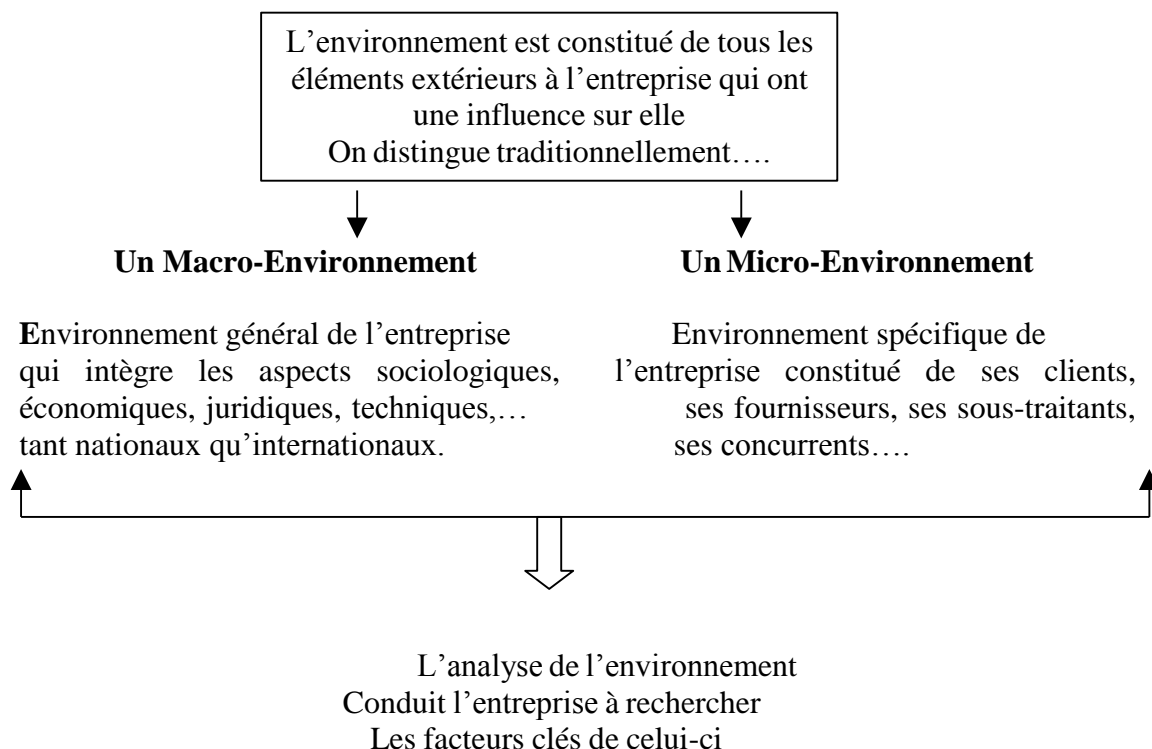 L’environnement est constitué de tous les
éléments extérieurs à l’entreprise qui ont
une influence sur elle
On distingue traditionnellement….
Un Macro-Environnement
Environnement général de l’entreprise
qui intègre les aspects sociologiques,
économiques, juridiques, techniques,…
tant nationaux qu’internationaux.
Un Micro-Environnement
Environnement spécifique de
l’entreprise constitué de ses clients,
ses fournisseurs, ses sous-traitants,
ses concurrents….
L’analyse de l’environnement
Conduit l’entreprise à rechercher
Les facteurs clés de celui-ci